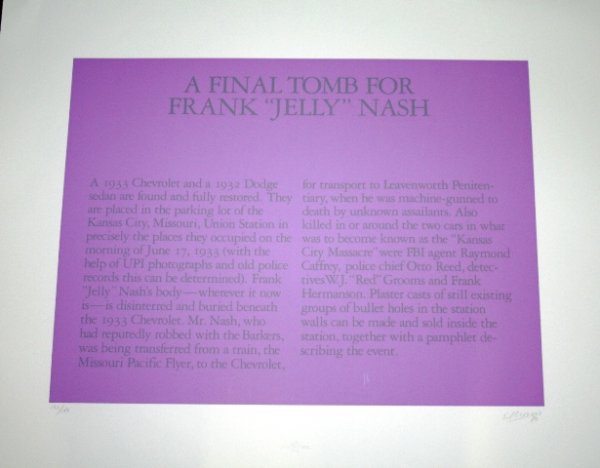 A FINAL TOMB FOR
FRANK “JELLY” NASH
A 1933 Chevrolet and a 1932 Dodge
sedan are found and fully restored. They
are placed in the parking lot of the
Kansas City, Missouri, Union Station in
precisely the places they occupied on the
morning of June 17, 1933 (with the
help of UPI photographs and old police
records this can be determined). Frank
“Jelly” Nash’s body—wherever it now
is—is disinterred and buried beneath
the 1933 Chevrolet. Mr. Nash, who
had reputedly robbed with the Barkers,
was being transferred from a train, the
Missouri Pacific Flyer, to the Chevrolet,
for transport to Leavenworth Peniten-
tiary, when he was machine-gunned to
death by unknown assailants. Also
killed in or around the two cars in what
was to become known as the “Kansas
City Massacre” were FBI agent Raymond
Caffrey, police chief Otto Reed, detec-
tives W.J. “Red” Grooms and Frank
Hermanson. Plaster casts of still existing
groups of bullet holes in the station
walls can be made and sold inside the
station, together with a pamphlet de-
scribing the event.